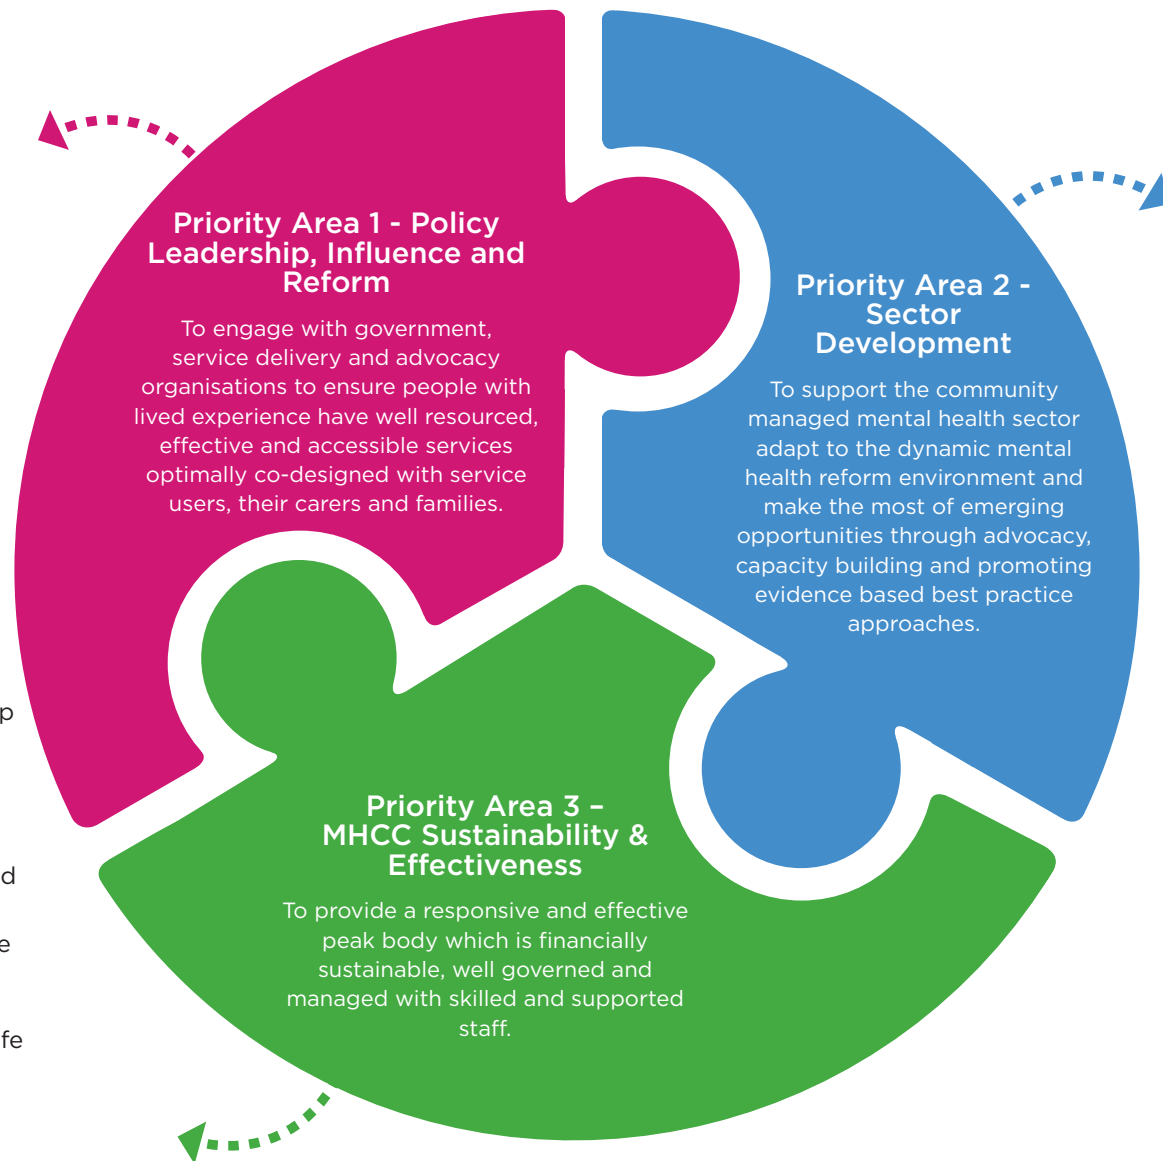 Priority Area 1 - Policy
Leadership, Influence and
Reform
To engage with government,
service delivery and advocacy
organisations to ensure people with
lived experience have well resourced,
effective and accessible services
optimally co-designed with service
users, their carers and families.
Priority Area 2 -
Sector
Development
To support the community
managed mental health sector
adapt to the dynamic mental
health reform environment and
make the most of emerging
opportunities through advocacy,
capacity building and promoting
evidence based best practice
approaches.
Priority Area 3 –
MHCC Sustainability &
Effectiveness
To provide a responsive and effective
peak body which is financially
sustainable, well governed and
managed with skilled and supported
staff.
p
d
e
fe